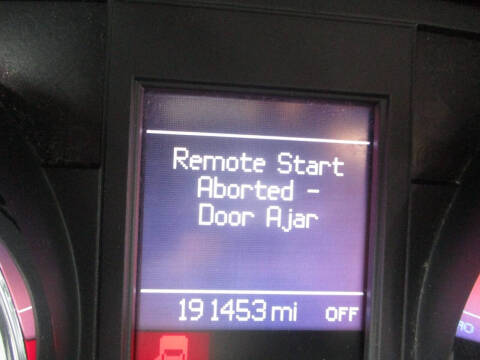 Remote Start
Aborted -
Door Ajar
191453 mi OFF